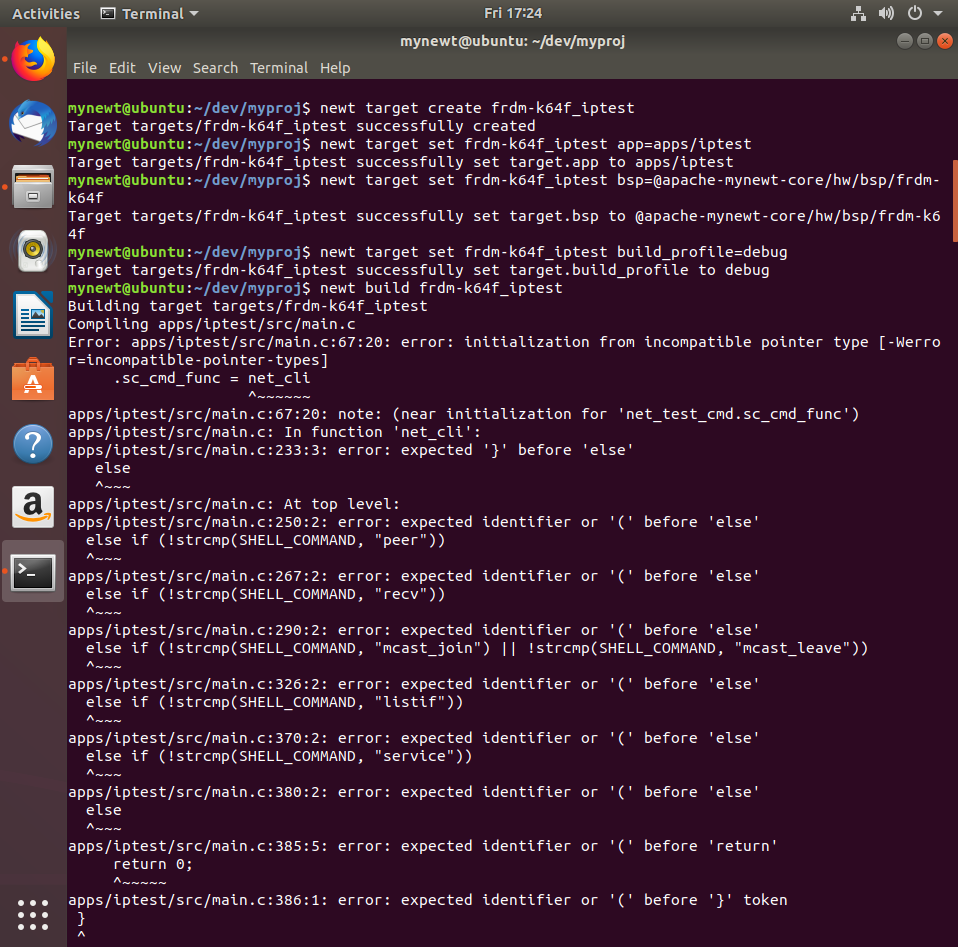 Activities Terminal Fri 17:24
mynewt@ubuntu: ~/dev/myproj
File Edit View Search Terminal Help
mynewt@ubuntu:~/dev/myproj$ newt target create frdm-k64f_iptest
Target targets/frdm-k64f_iptest successfully created
mynewt@ubuntu:~/dev/myproj$ newt target set frdm-k64f_iptest app=apps/iptest
Target targets/frdm-k64f_iptest successfully set target.app to apps/iptest
mynewt@ubuntu:~/dev/myproj$ newt target set frdm-k64f_iptest bsp=@apache-mynewt-core/hw/bsp/frdm-
k64f
Target targets/frdm-k64f_iptest successfully set target.bsp to @apache-mynewt-core/hw/bsp/frdm-k6
4f
mynewt@ubuntu:~/dev/myproj$ newt target set frdm-k64f_iptest build_profile=debug
Target targets/frdm-k64f_iptest successfully set target.build_profile to debug
mynewt@ubuntu:~/dev/myproj$ newt build frdm-k64f_iptest
Building target targets/frdm-k64f_iptest
Compiling apps/iptest/src/main.c
Error: apps/iptest/src/main.c:67:20: error: initialization from incompatible pointer type [-Werro
r=incompatible-pointer-types]
     .sc_cmd_func = net_cli
                    ^~~~~~~
apps/iptest/src/main.c:67:20: note: (near initialization for 'net_test_cmd.sc_cmd_func')
apps/iptest/src/main.c: In function 'net_cli':
apps/iptest/src/main.c:233:3: error: expected '}' before 'else'
   else
   ^~~~
apps/iptest/src/main.c: At top level:
apps/iptest/src/main.c:250:2: error: expected identifier or '(' before 'else'
  else if (!strcmp(SHELL_COMMAND, "peer"))
  ^~~~
apps/iptest/src/main.c:267:2: error: expected identifier or '(' before 'else'
  else if (!strcmp(SHELL_COMMAND, "recv"))
  ^~~~
apps/iptest/src/main.c:290:2: error: expected identifier or '(' before 'else'
  else if (!strcmp(SHELL_COMMAND, "mcast_join") || !strcmp(SHELL_COMMAND, "mcast_leave"))
  ^~~~
apps/iptest/src/main.c:326:2: error: expected identifier or '(' before 'else'
  else if (!strcmp(SHELL_COMMAND, "listif"))
  ^~~~
apps/iptest/src/main.c:370:2: error: expected identifier or '(' before 'else'
  else if (!strcmp(SHELL_COMMAND, "service"))
  ^~~~
apps/iptest/src/main.c:380:2: error: expected identifier or '(' before 'else'
  else
  ^~~~
apps/iptest/src/main.c:385:5: error: expected identifier or '(' before 'return'
     return 0;
     ^~~~~~
apps/iptest/src/main.c:386:1: error: expected identifier or '(' before '}' token
 }
 ^